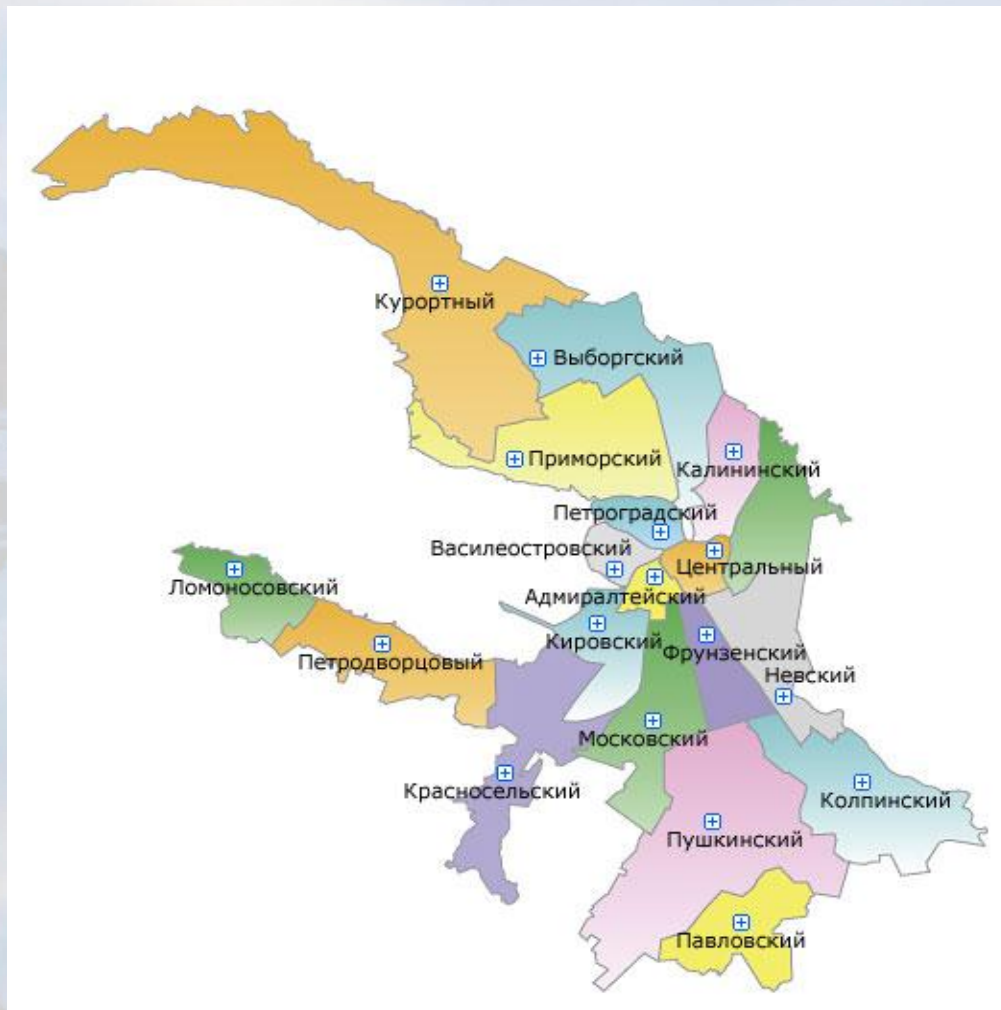 Курортный
Выборгский
Приморский
Калининский
Петроградский
Василеостровский
Центральный
Ломоносовский
Адмиралтейский
Кировский
Фрунзенский
Петродворцовый
Невский
Московский
Красносельский
Колпинский
Пушкинский
Павловский